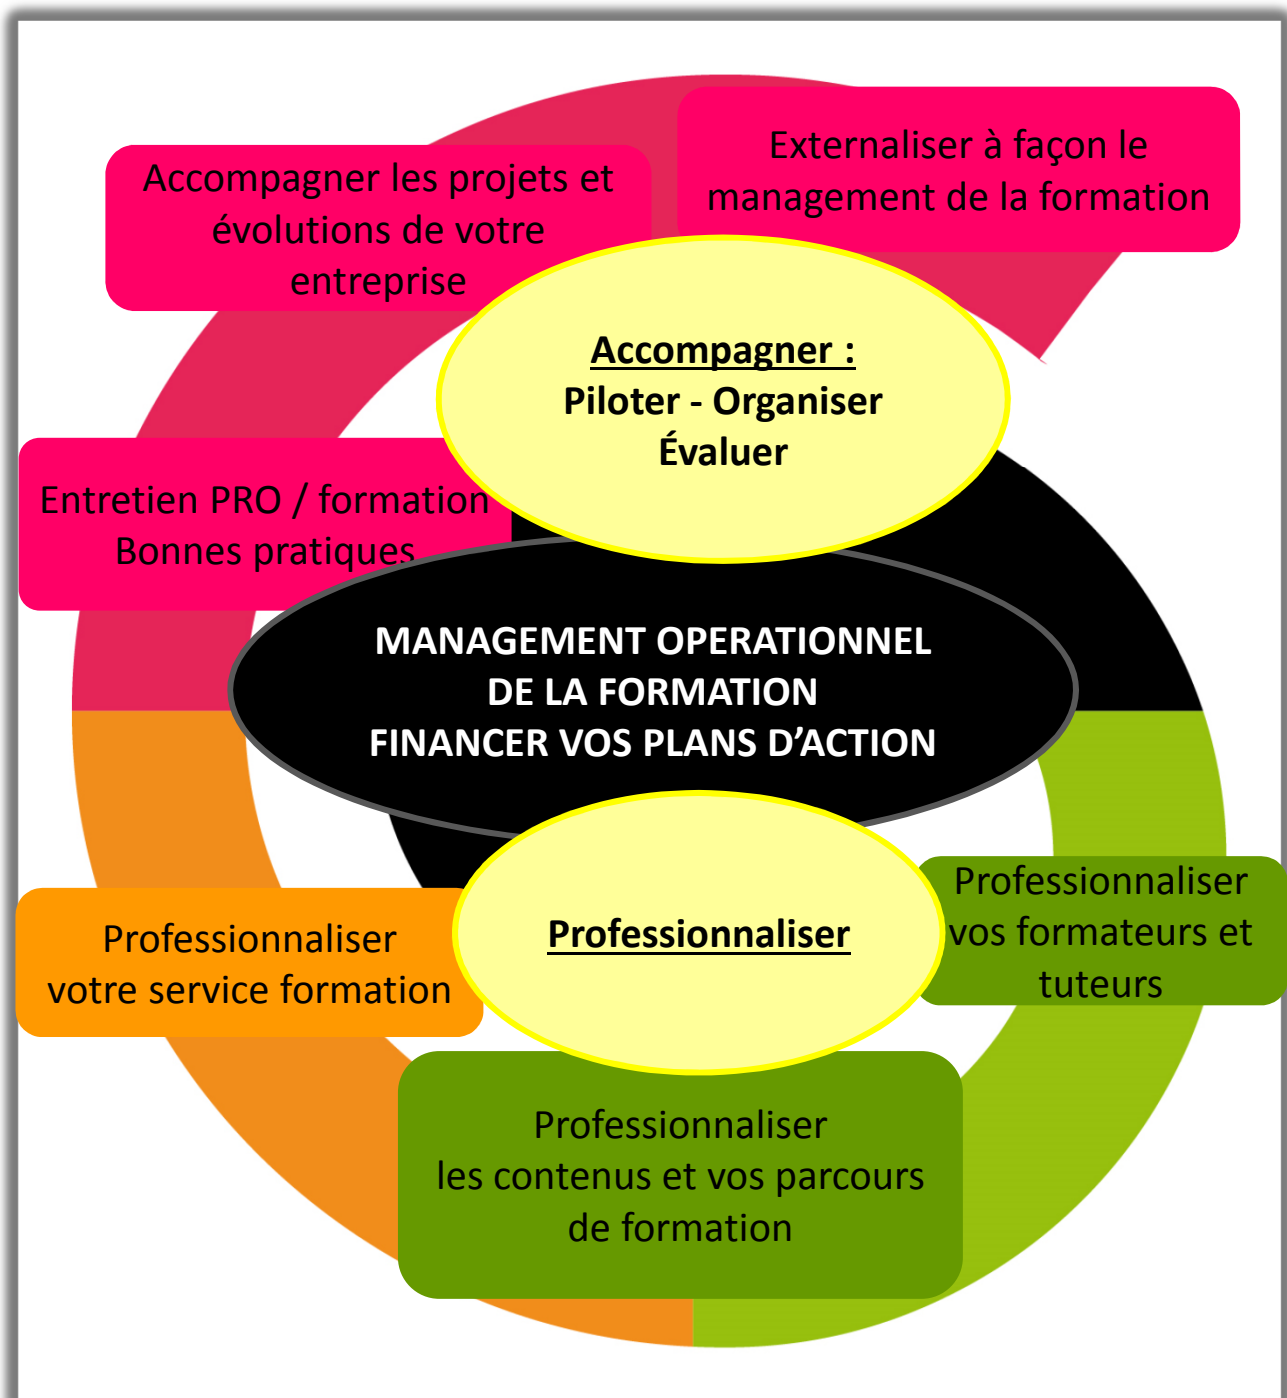 Externaliser à façon le
management de la formation
Accompagner les projets et
évolutions de votre
entreprise
Accompagner :
Piloter - Organiser
Évaluer
Entretien PRO / formation
Bonnes pratiques
MANAGEMENT OPERATIONNEL
DE LA FORMATION
FINANCER VOS PLANS D’ACTION
Professionnaliser
vos formateurs et
tuteurs
Professionnaliser
Professionnaliser
votre service formation
Professionnaliser
les contenus et vos parcours
de formation